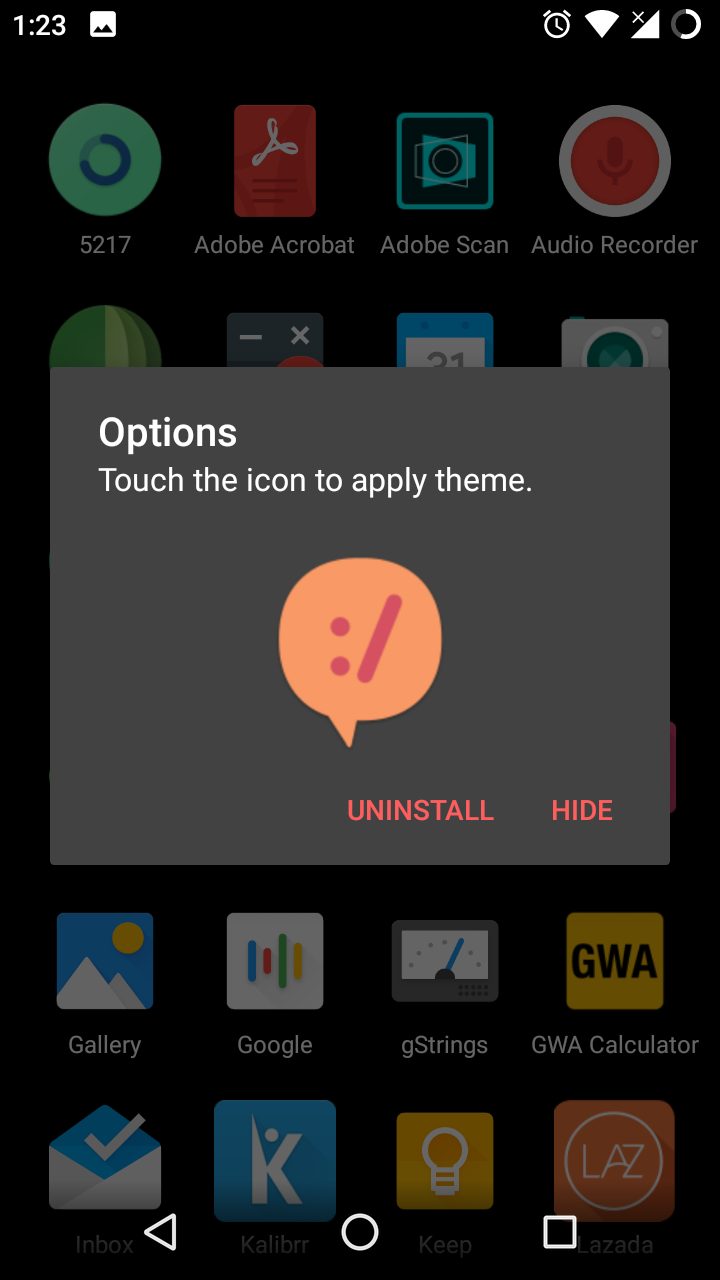 1:23
5217
Adobe Acrobat
Adobe Scan
Audio Recorder
31
Options
Touch the icon to apply theme.
:/
UNINSTALL
HIDE
GWA
Gallery
Google
gStrings
GWA Calculator
k
LAZ
Inbox
Kalibrr
Keep
Lazada